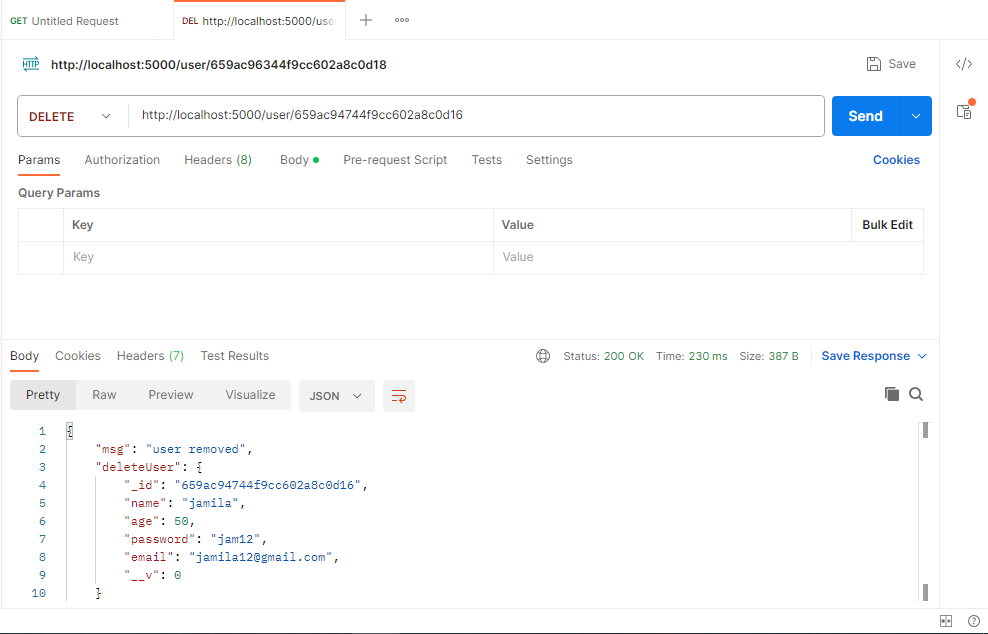 GET Untitled Request
DEL http://localhost:5000/use
http://localhost:5000/user/659ac96344f9cc602a8c0d18
Save
DELETE
http://localhost:5000/user/659ac94744f9cc602a8c0d16
Send
Params Authorization Headers (8) Body Pre-request Script Tests Settings Cookies
Query Params
Key Value Bulk Edit
Key Value
Body Cookies Headers (7) Test Results Status: 200 OK Time: 230 ms Size: 387 B Save Response
Pretty Raw Preview Visualize JSON
1 {
2 "msg": "user removed",
3 "deleteUser": {
4 "_id": "659ac94744f9cc602a8c0d16",
5 "name": "jamila",
6 "age": 50,
7 "password": "jam12",
8 "email": "jamila12@gmail.com",
9 "__v": 0
10 }